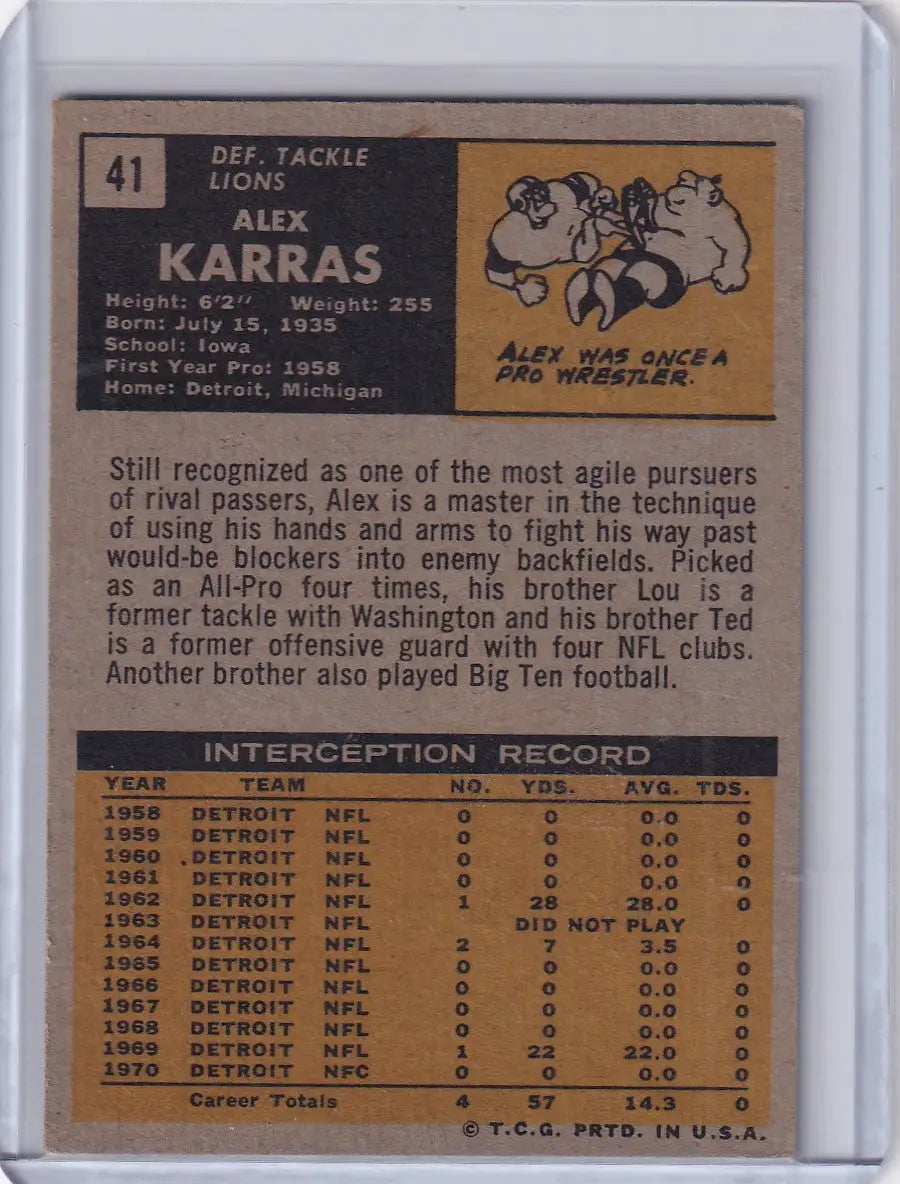 41
DEF. TACKLE
LIONS
ALEX
KARRAS
Height: 6'2" Weight: 255
Born: July 15, 1935
School: Iowa
First Year Pro: 1958
Home: Detroit, Michigan
ALEX WAS ONCE A
PRO WRESTLER.
Still recognized as one of the most agile pursuers
of rival passers, Alex is a master in the technique
of using his hands and arms to fight his way past
would-be blockers into enemy backfields. Picked
as an All-Pro four times, his brother Lou is a
former tackle with Washington and his brother Ted
is a former offensive guard with four NFL clubs.
Another brother also played Big Ten football.
INTERCEPTION RECORD
YEAR TEAM NO. YDS. AVG. TDS.
1958 DETROIT NFL 0 0 0.0 0
1959 DETROIT NFL 0 0 0.0 0
1960 DETROIT NFL 0 0 0.0 0
1961 DETROIT NFL 0 0 0.0 0
1962 DETROIT NFL 1 28 28.0 0
1963 DETROIT NFL DID NOT PLAY
1964 DETROIT NFL 2 7 3.5 0
1965 DETROIT NFL 0 0 0.0 0
1966 DETROIT NFL 0 0 0.0 0
1967 DETROIT NFL 0 0 0.0 0
1968 DETROIT NFL 0 0 0.0 0
1969 DETROIT NFL 1 22 22.0 0
1970 DETROIT NFC 0 0 0.0 0
Career Totals 4 57 14.3 0
© T.C.G. PRTD. IN U.S.A.